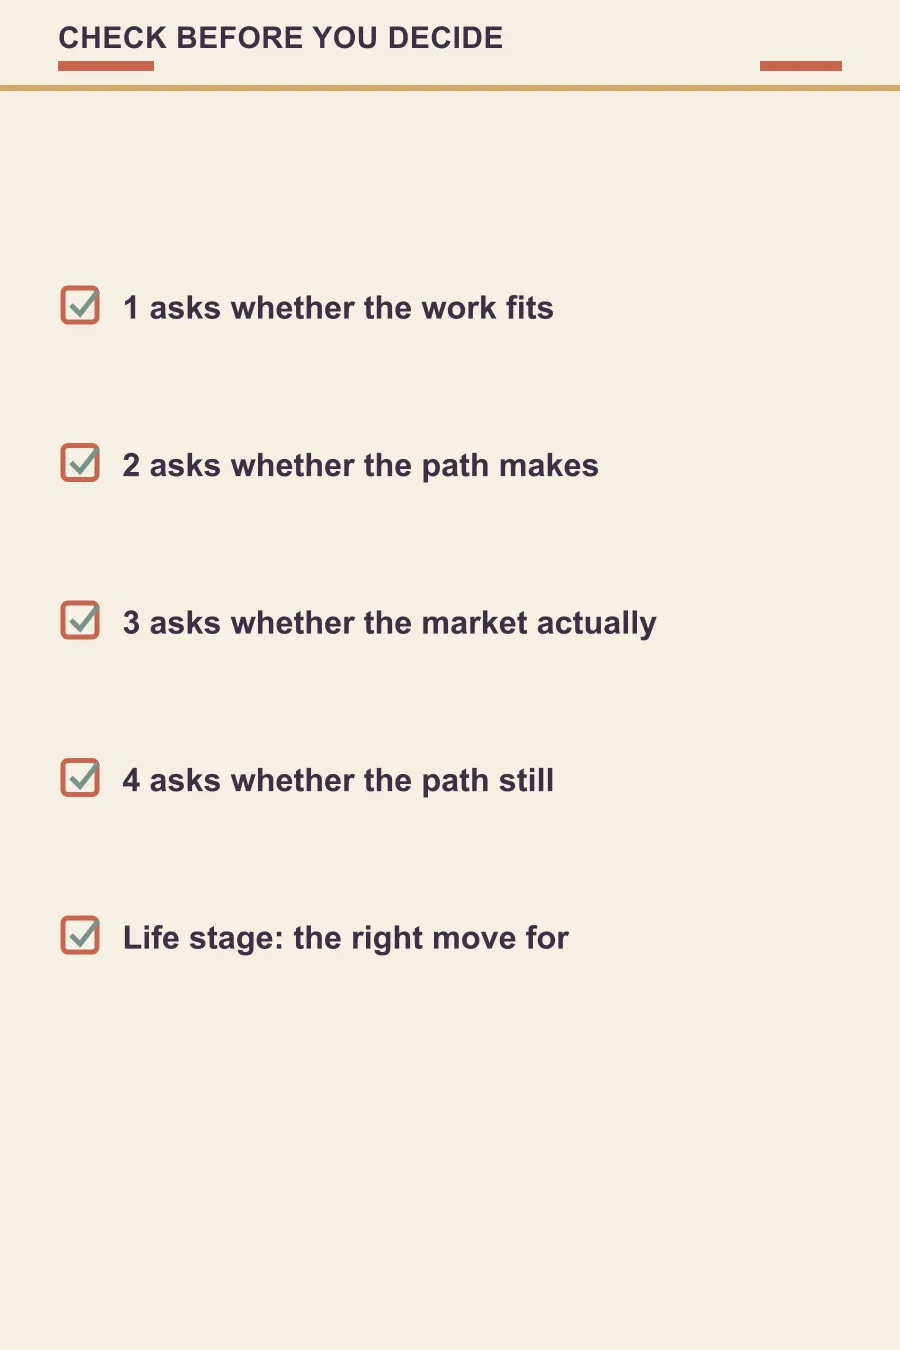 CHECK BEFORE YOU DECIDE
1 asks whether the work fits
2 asks whether the path makes
3 asks whether the market actually
4 asks whether the path still
Life stage: the right move for